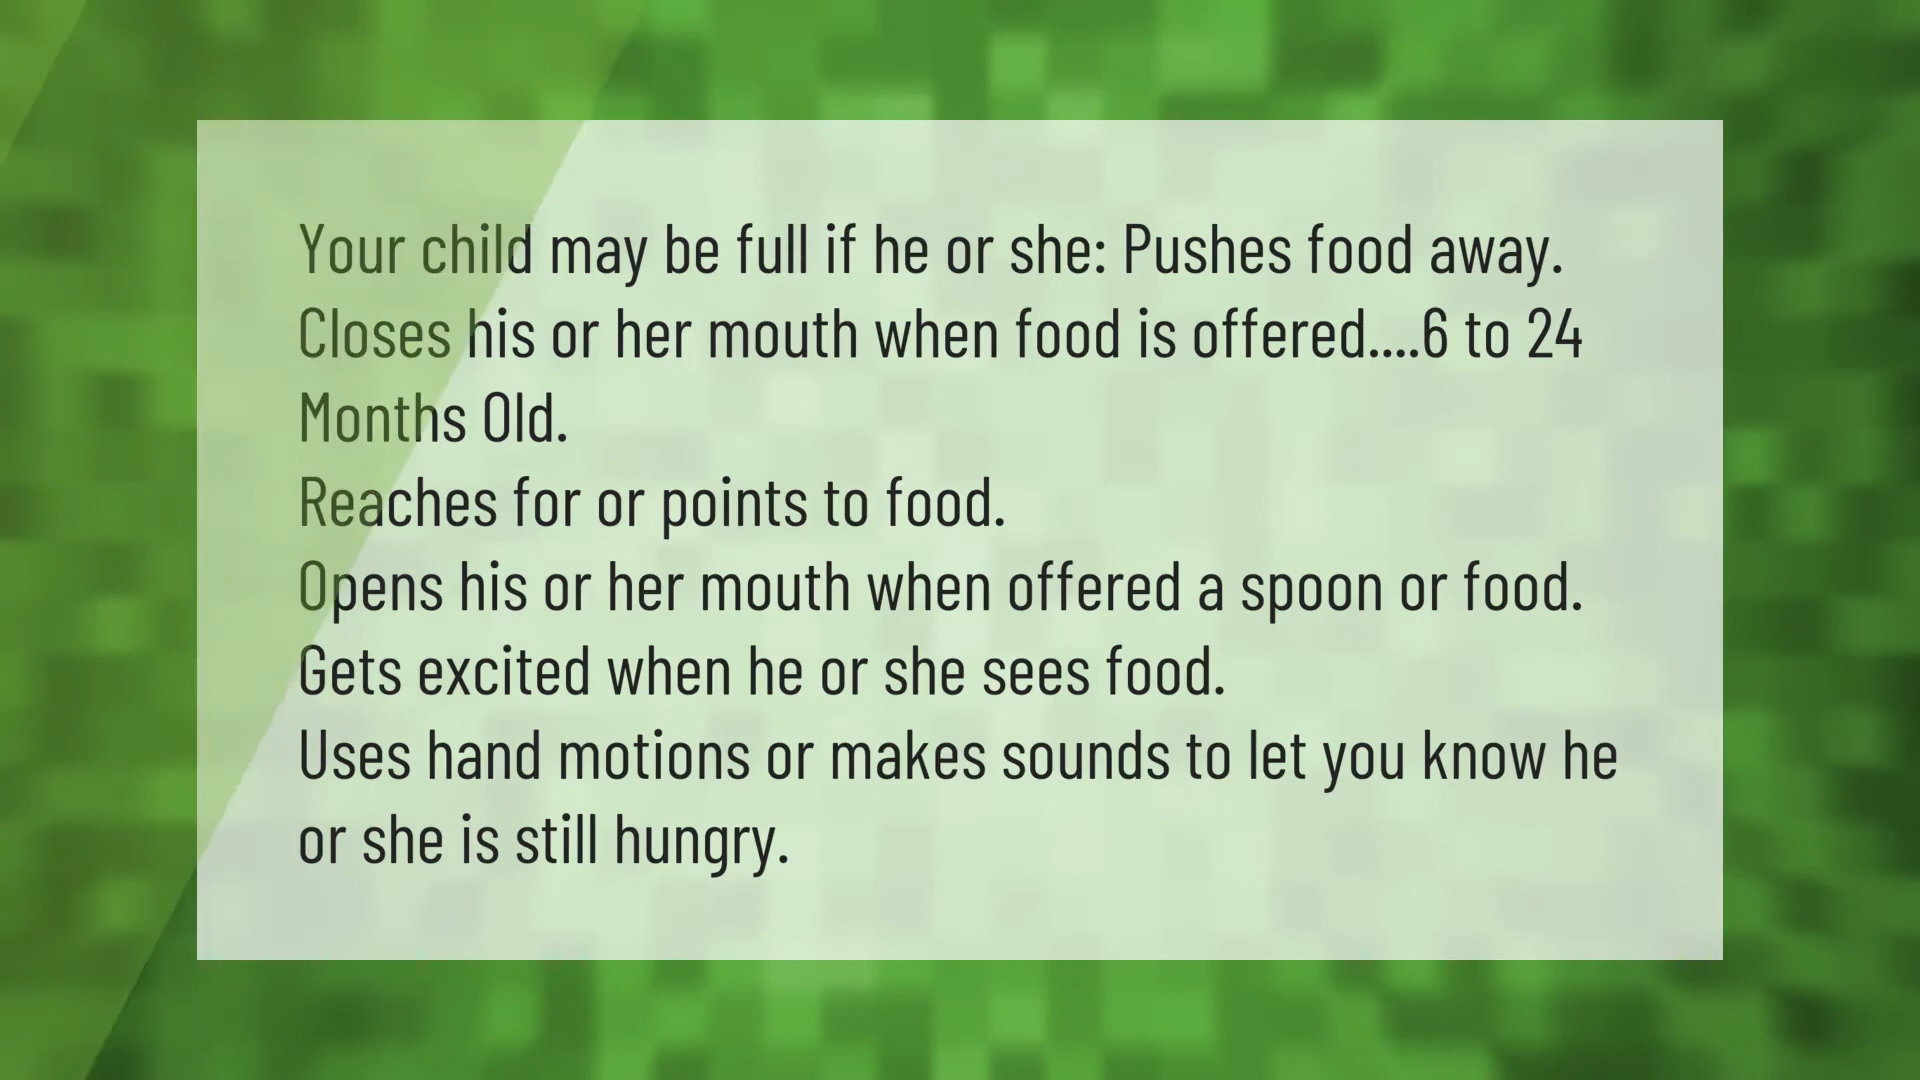 Your child may be full if he or she: Pushes food away.
Closes his or her mouth when food is offered....6 to 24
Months Old.
Reaches for or points to food.
Opens his or her mouth when offered a spoon or food.
Gets excited when he or she sees food.
Uses hand motions or makes sounds to let you know he
or she is still hungry.